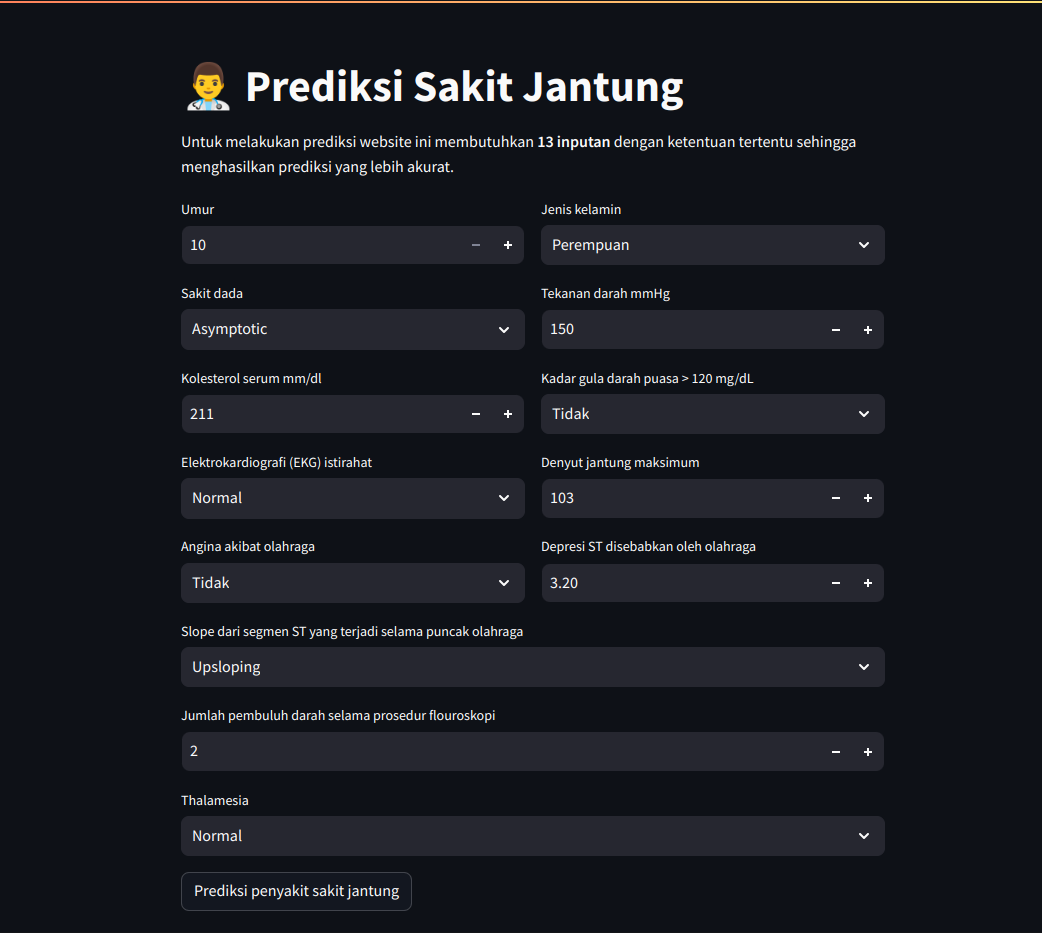 Prediksi Sakit Jantung
Untuk melakukan prediksi website ini membutuhkan 13 inputan dengan ketentuan tertentu sehingga
menghasilkan prediksi yang lebih akurat.
Umur
10
Jenis kelamin
Perempuan
Sakit dada
Asymptotic
Tekanan darah mmHg
150
Kolesterol serum mm/dl
211
Kadar gula darah puasa > 120 mg/dL
Tidak
Elektrokardiografi (EKG) istirahat
Normal
Denyut jantung maksimum
103
Angina akibat olahraga
Tidak
Depresi ST disebabkan oleh olahraga
3.20
Slope dari segmen ST yang terjadi selama puncak olahraga
Upsloping
Jumlah pembuluh darah selama prosedur flouroskopi
2
Thalamesia
Normal
Prediksi penyakit sakit jantung